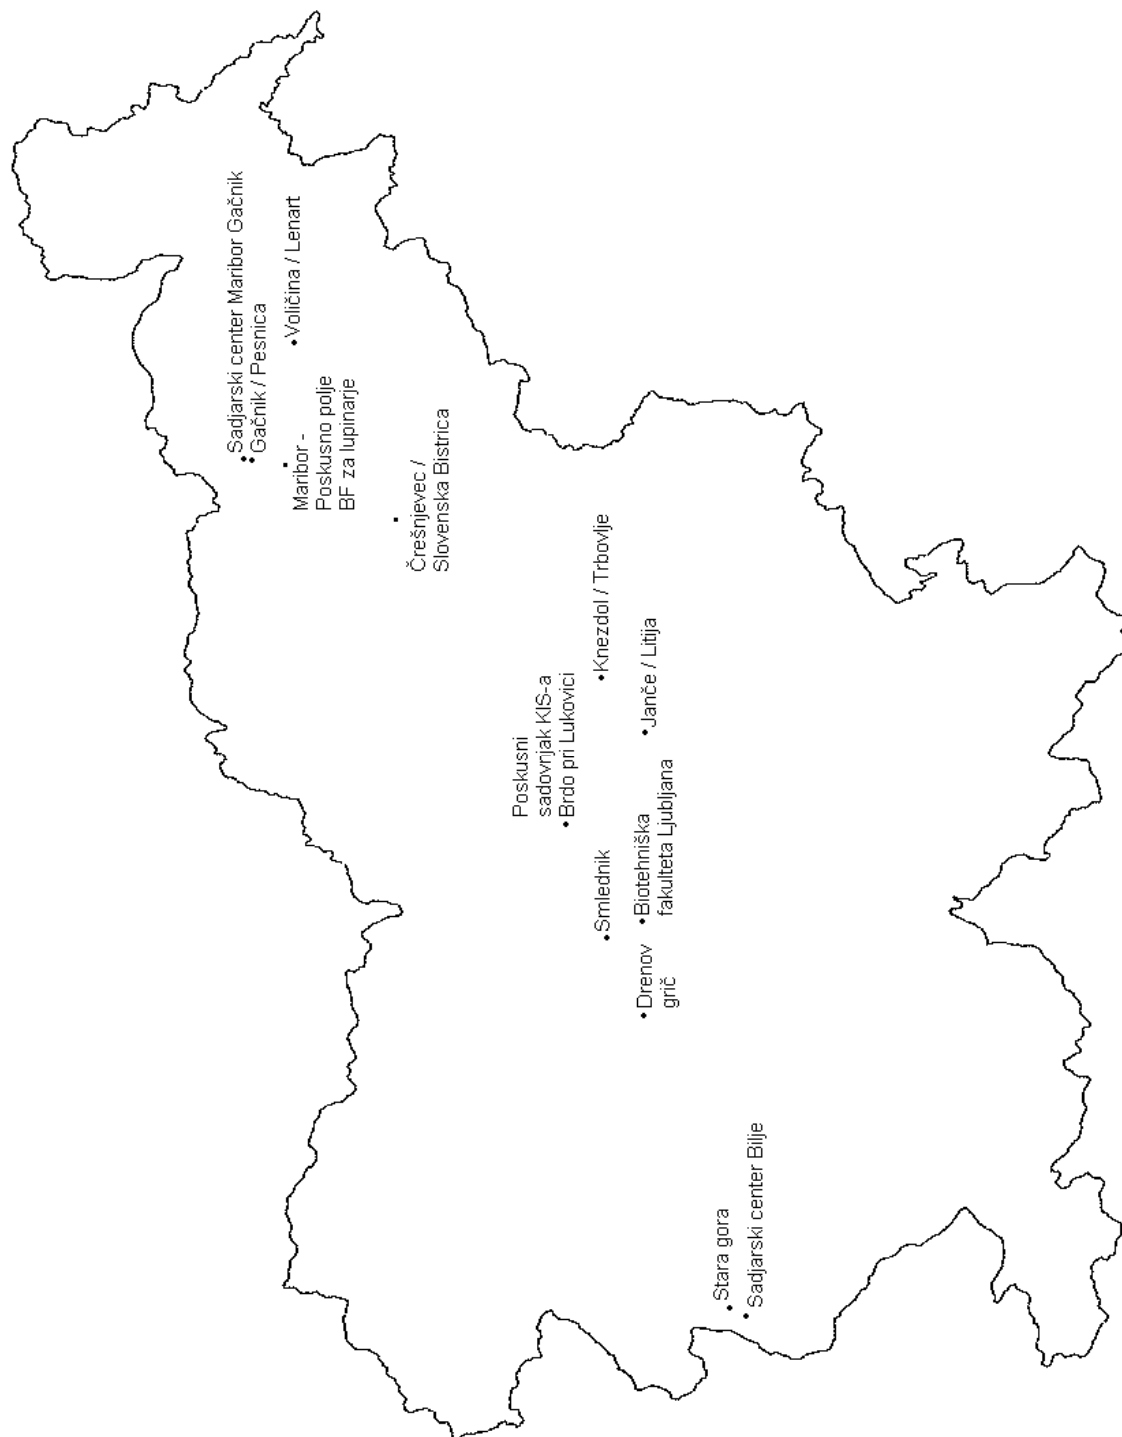 Sadjarski center Maribor Gačnik
Gačnik / Pesnica
Voličina / Lenart
Maribor -
Poskusno polje
BF za lupinarje
Črešnjevec /
Slovenska Bistrica
Poskusni
sadovnjak KIS-a
Brdo pri Lukovici
Knezdol / Trbovlje
Smlednik
Janče / Litija
Biotehniška
fakulteta Ljubljana
Drenov
grič
Stara gora
Sadjarski center Bilje